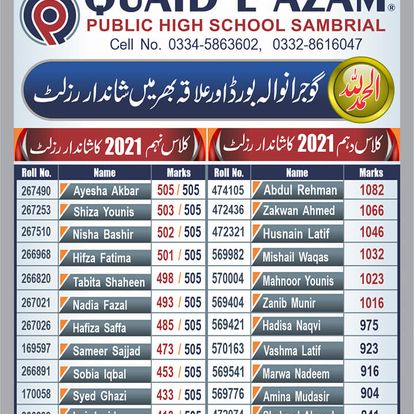 QUAID E AZAM®
PUBLIC HIGH SCHOOL SAMBRIAL
Cell No. 0334-5863602, 0332-8616047
گوجرانوالہ بورڈ اور علاقہ بھر میں شاندار رزلٹ
الحمدللہ
کلاس نہم 2021 کا شاندار رزلٹ
کلاس دہم 2021 کا شاندار رزلٹ
Roll No. Name Marks Roll No. Name Marks
267490 Ayesha Akbar 505 / 505 474105 Abdul Rehman 1082
267253 Shiza Younis 503 / 505 472436 Zakwan Ahmed 1066
267510 Nisha Bashir 502 / 505 472321 Husnain Latif 1046
266968 Hifza Fatima 501 / 505 569982 Mishail Waqas 1032
266820 Tabita Shaheen 498 / 505 570004 Mahnoor Younis 1023
267021 Nadia Fazal 493 / 505 569404 Zanib Munir 1016
267026 Hafiza Saffa 485 / 505 569421 Hadisa Naqvi 975
169597 Sameer Sajjad 473 / 505 570163 Vashma Latif 923
266891 Sobia Iqbal 453 / 505 569541 Marwa Nadeem 916
170058 Syed Ghazi 433 / 505 569776 Amina Mudasir 904